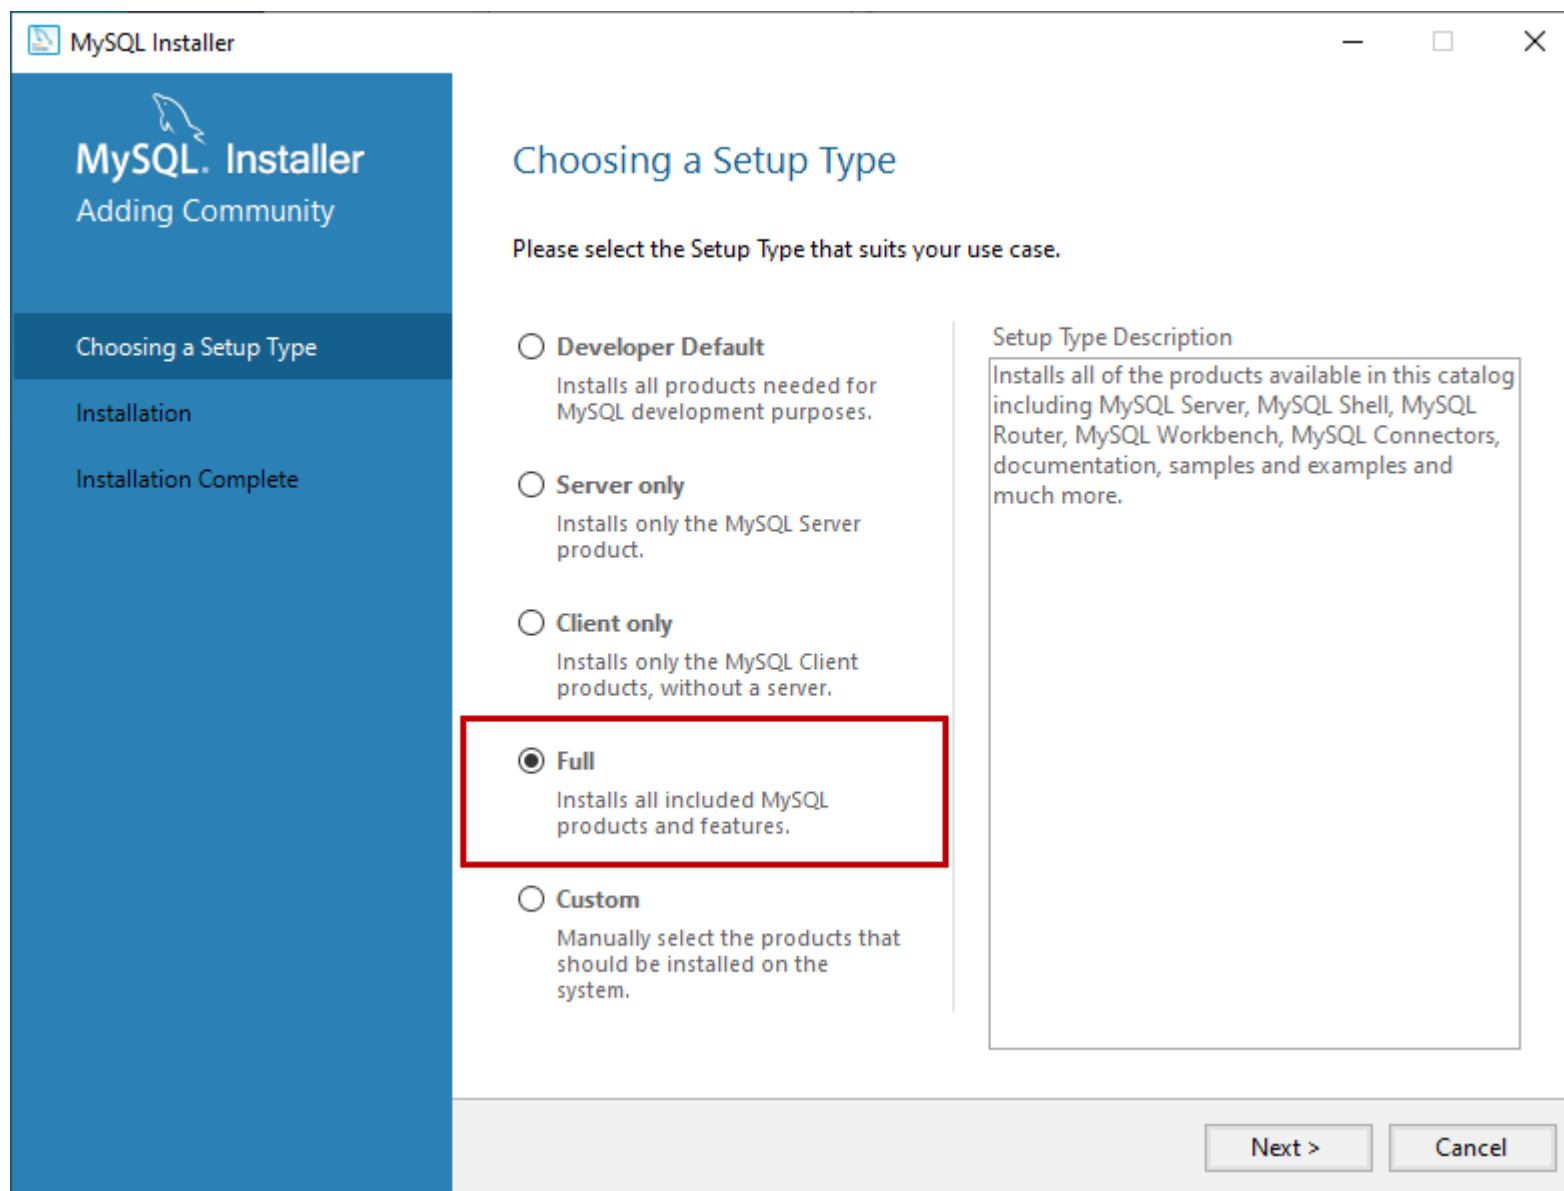 MySQL Installer
MySQL. Installer
Adding Community
Choosing a Setup Type
Installation
Installation Complete
Choosing a Setup Type
Please select the Setup Type that suits your use case.
Developer Default
Installs all products needed for
MySQL development purposes.
Server only
Installs only the MySQL Server
product.
Client only
Installs only the MySQL Client
products, without a server.
Full
Installs all included MySQL
products and features.
Custom
Manually select the products that
should be installed on the
system.
Setup Type Description
Installs all of the products available in this catalog
including MySQL Server, MySQL Shell, MySQL
Router, MySQL Workbench, MySQL Connectors,
documentation, samples and examples and
much more.
Next >
Cancel